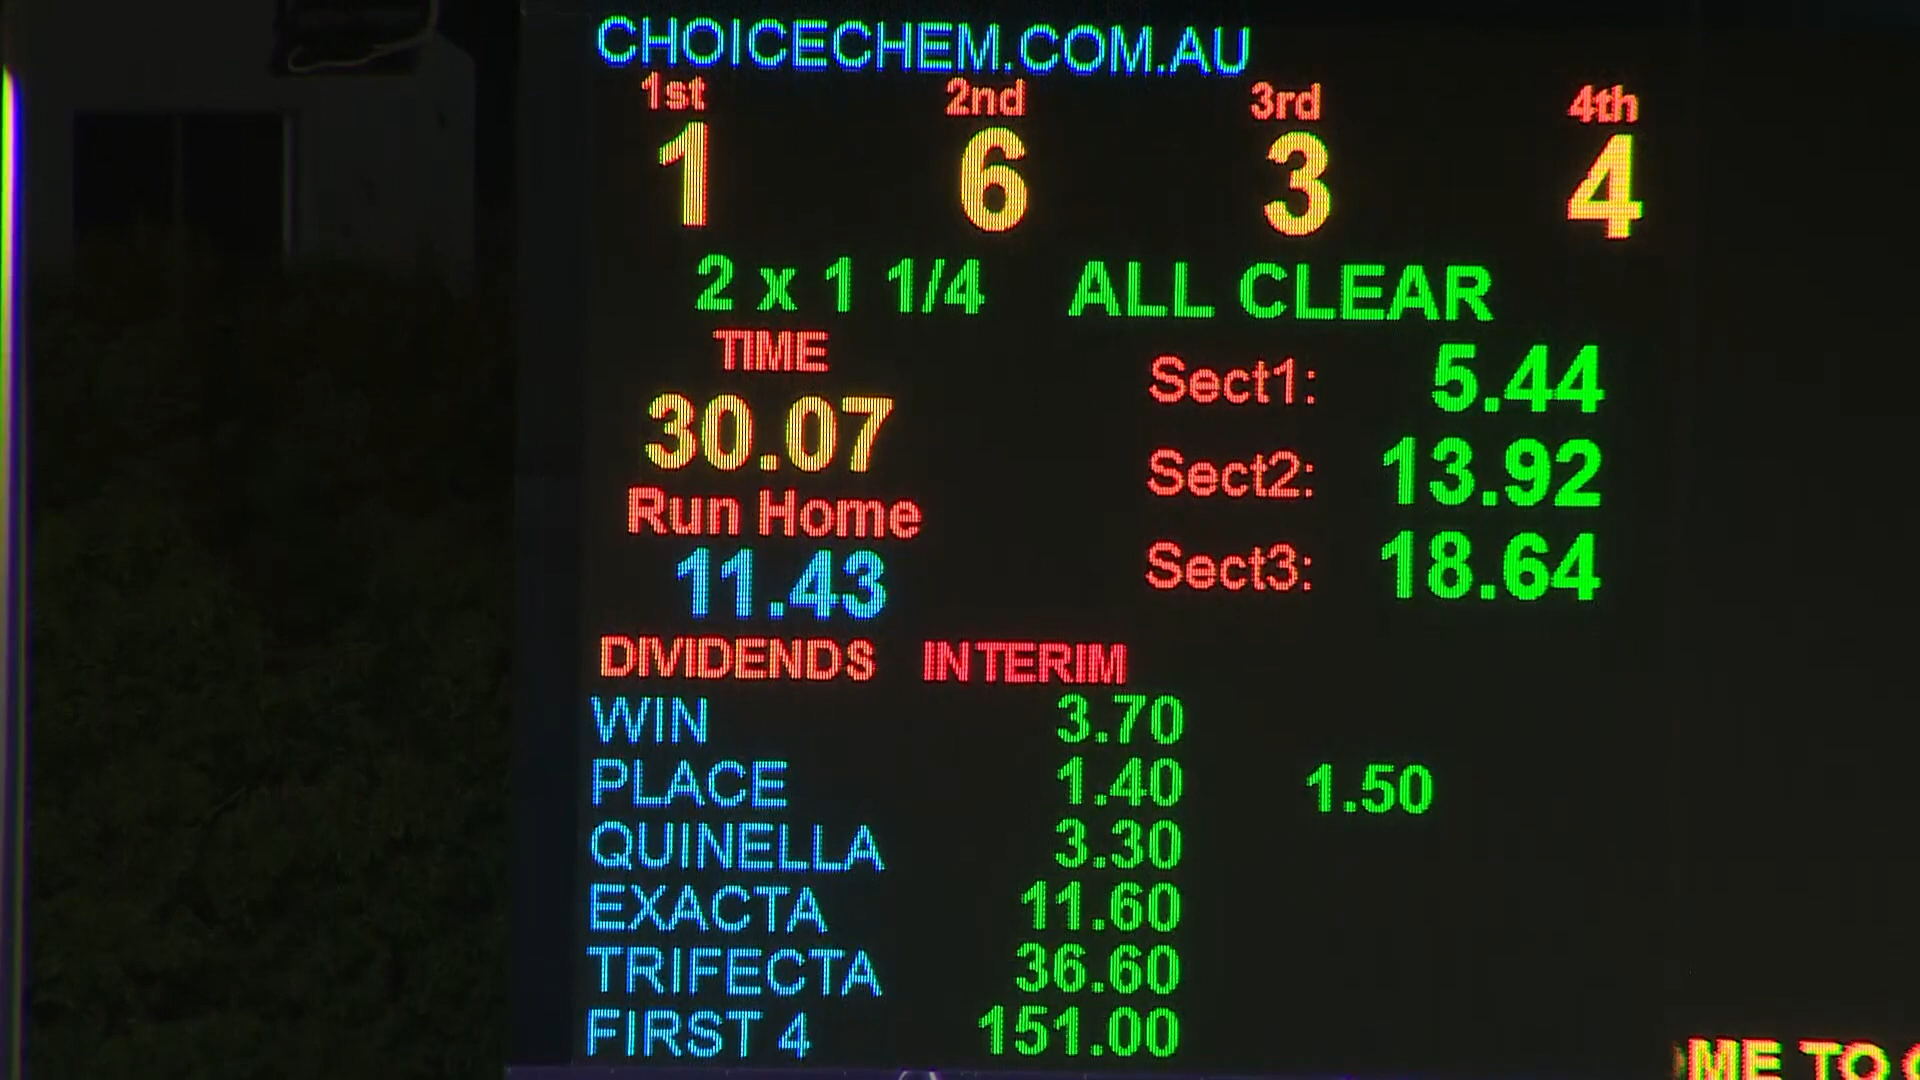 CHOICECHEM.COM.AU
1st 2nd 3rd 4th
1 6 3 4
2 x 1 1/4 ALL CLEAR
TIME
30.07
Run Home
11.43
Sect1: 5.44
Sect2: 13.92
Sect3: 18.64
DIVIDENDS INTERIM
WIN 3.70
PLACE 1.40 1.50
QUINELLA 3.30
EXACTA 11.60
TRIFECTA 36.60
FIRST 4 151.00
TO